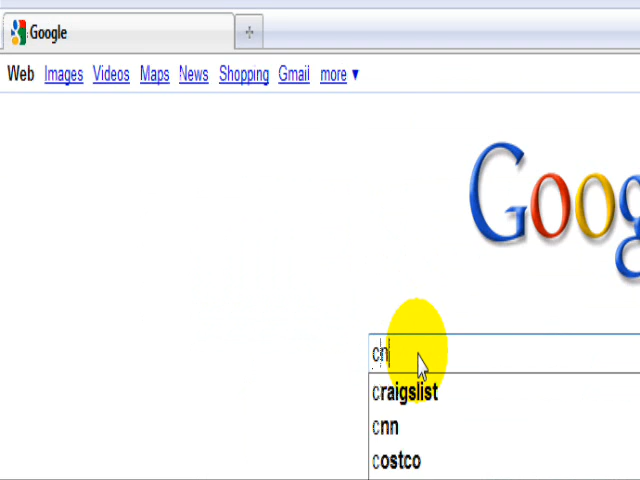 Google
Web Images Videos Maps News Shopping Gmail more ▼
Goog
cn
craigslist
cnn
costco